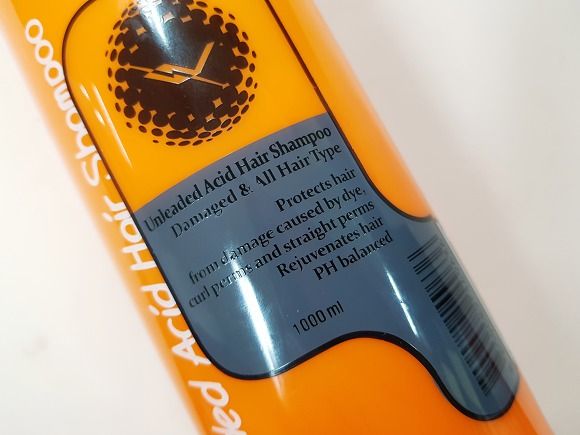 Unleaded Acid Hair Shampoo
Damaged & All Hair Type
Protects hair
from damage caused by dye,
curl perms and straight perms
Rejuvenates hair
PH balanced
1000 ml
ded Acid Hair Shampoo